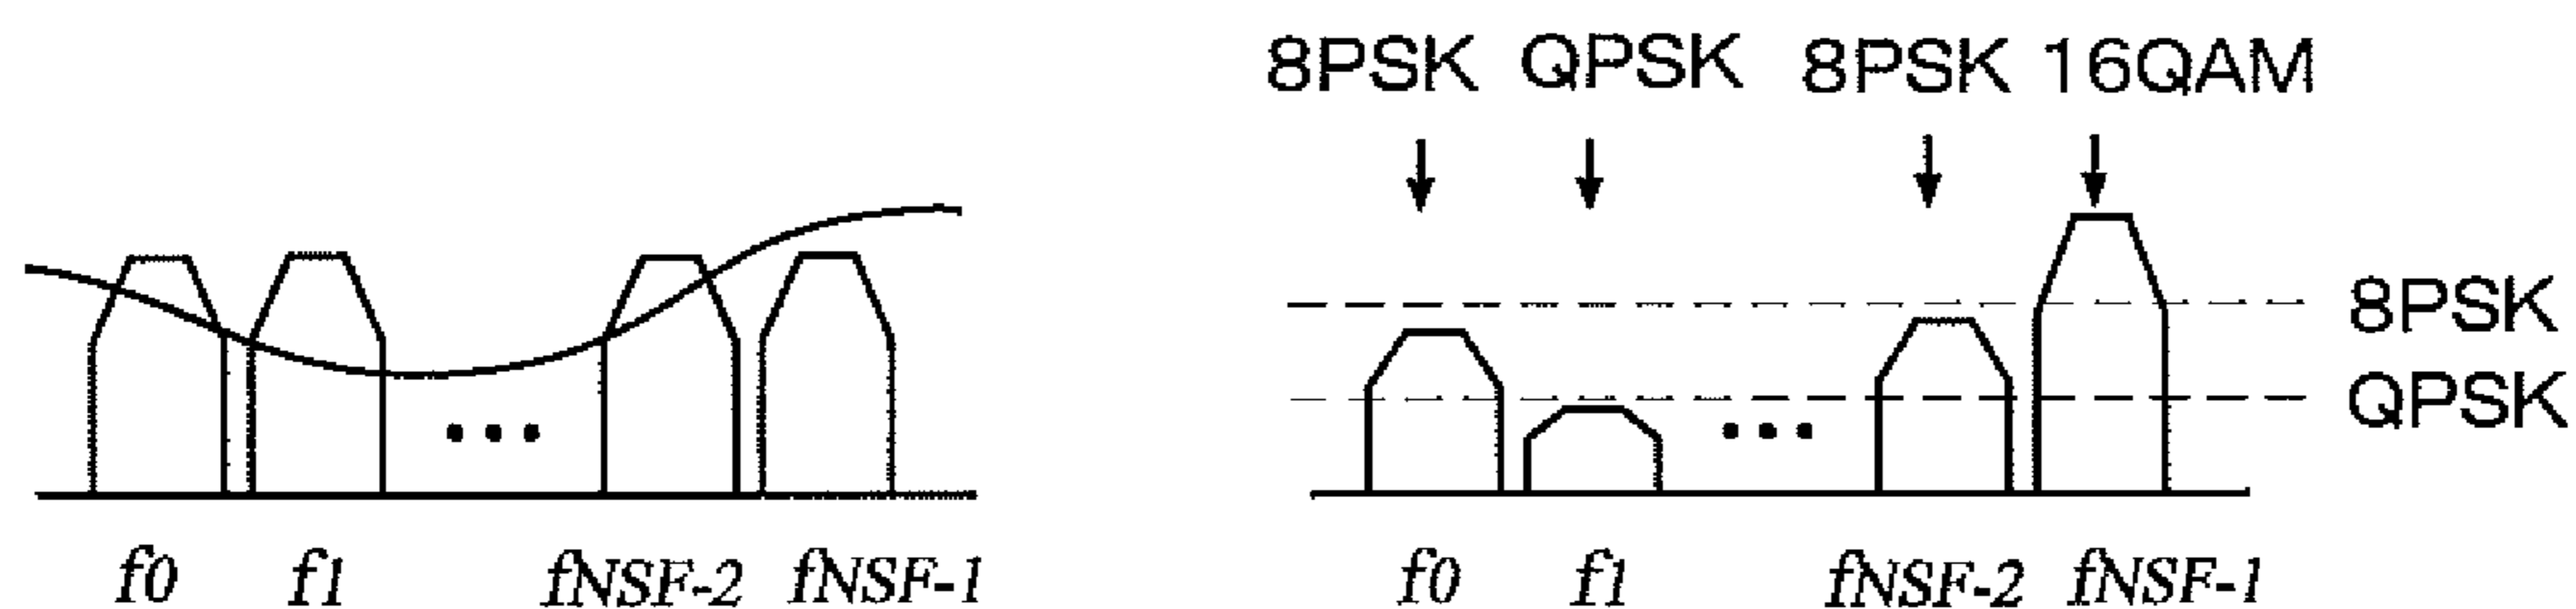 8PSK QPSK 8PSK 16QAM
8PSK
QPSK
f0 f1 fNSF-2 fNSF-1
f0 f1 fNSF-2 fNSF-1